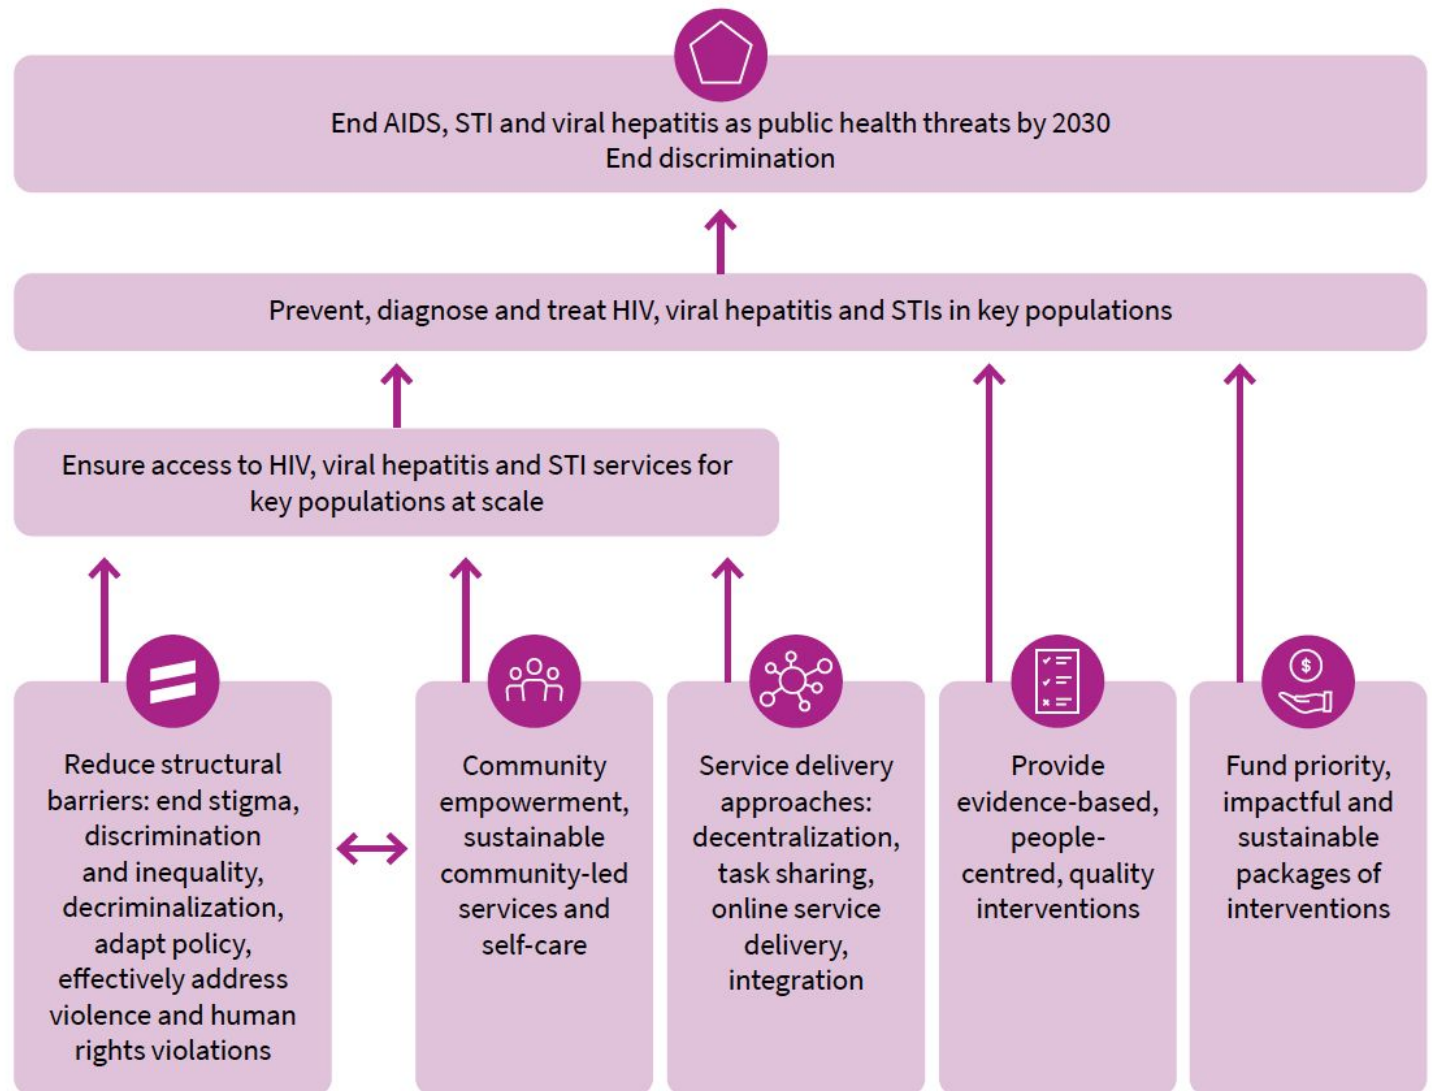 End AIDS, STI and viral hepatitis as public health threats by 2030
End discrimination
Prevent, diagnose and treat HIV, viral hepatitis and STIs in key populations
Ensure access to HIV, viral hepatitis and STI services for
key populations at scale
Reduce structural
barriers: end stigma,
discrimination
and inequality,
decriminalization,
adapt policy,
effectively address
violence and human
rights violations
Community
empowerment,
sustainable
community-led
services and
self-care
Service delivery
approaches:
decentralization,
task sharing,
online service
delivery,
integration
Provide
evidence-based,
people-
centred, quality
interventions
$
Fund priority,
impactful and
sustainable
packages of
interventions